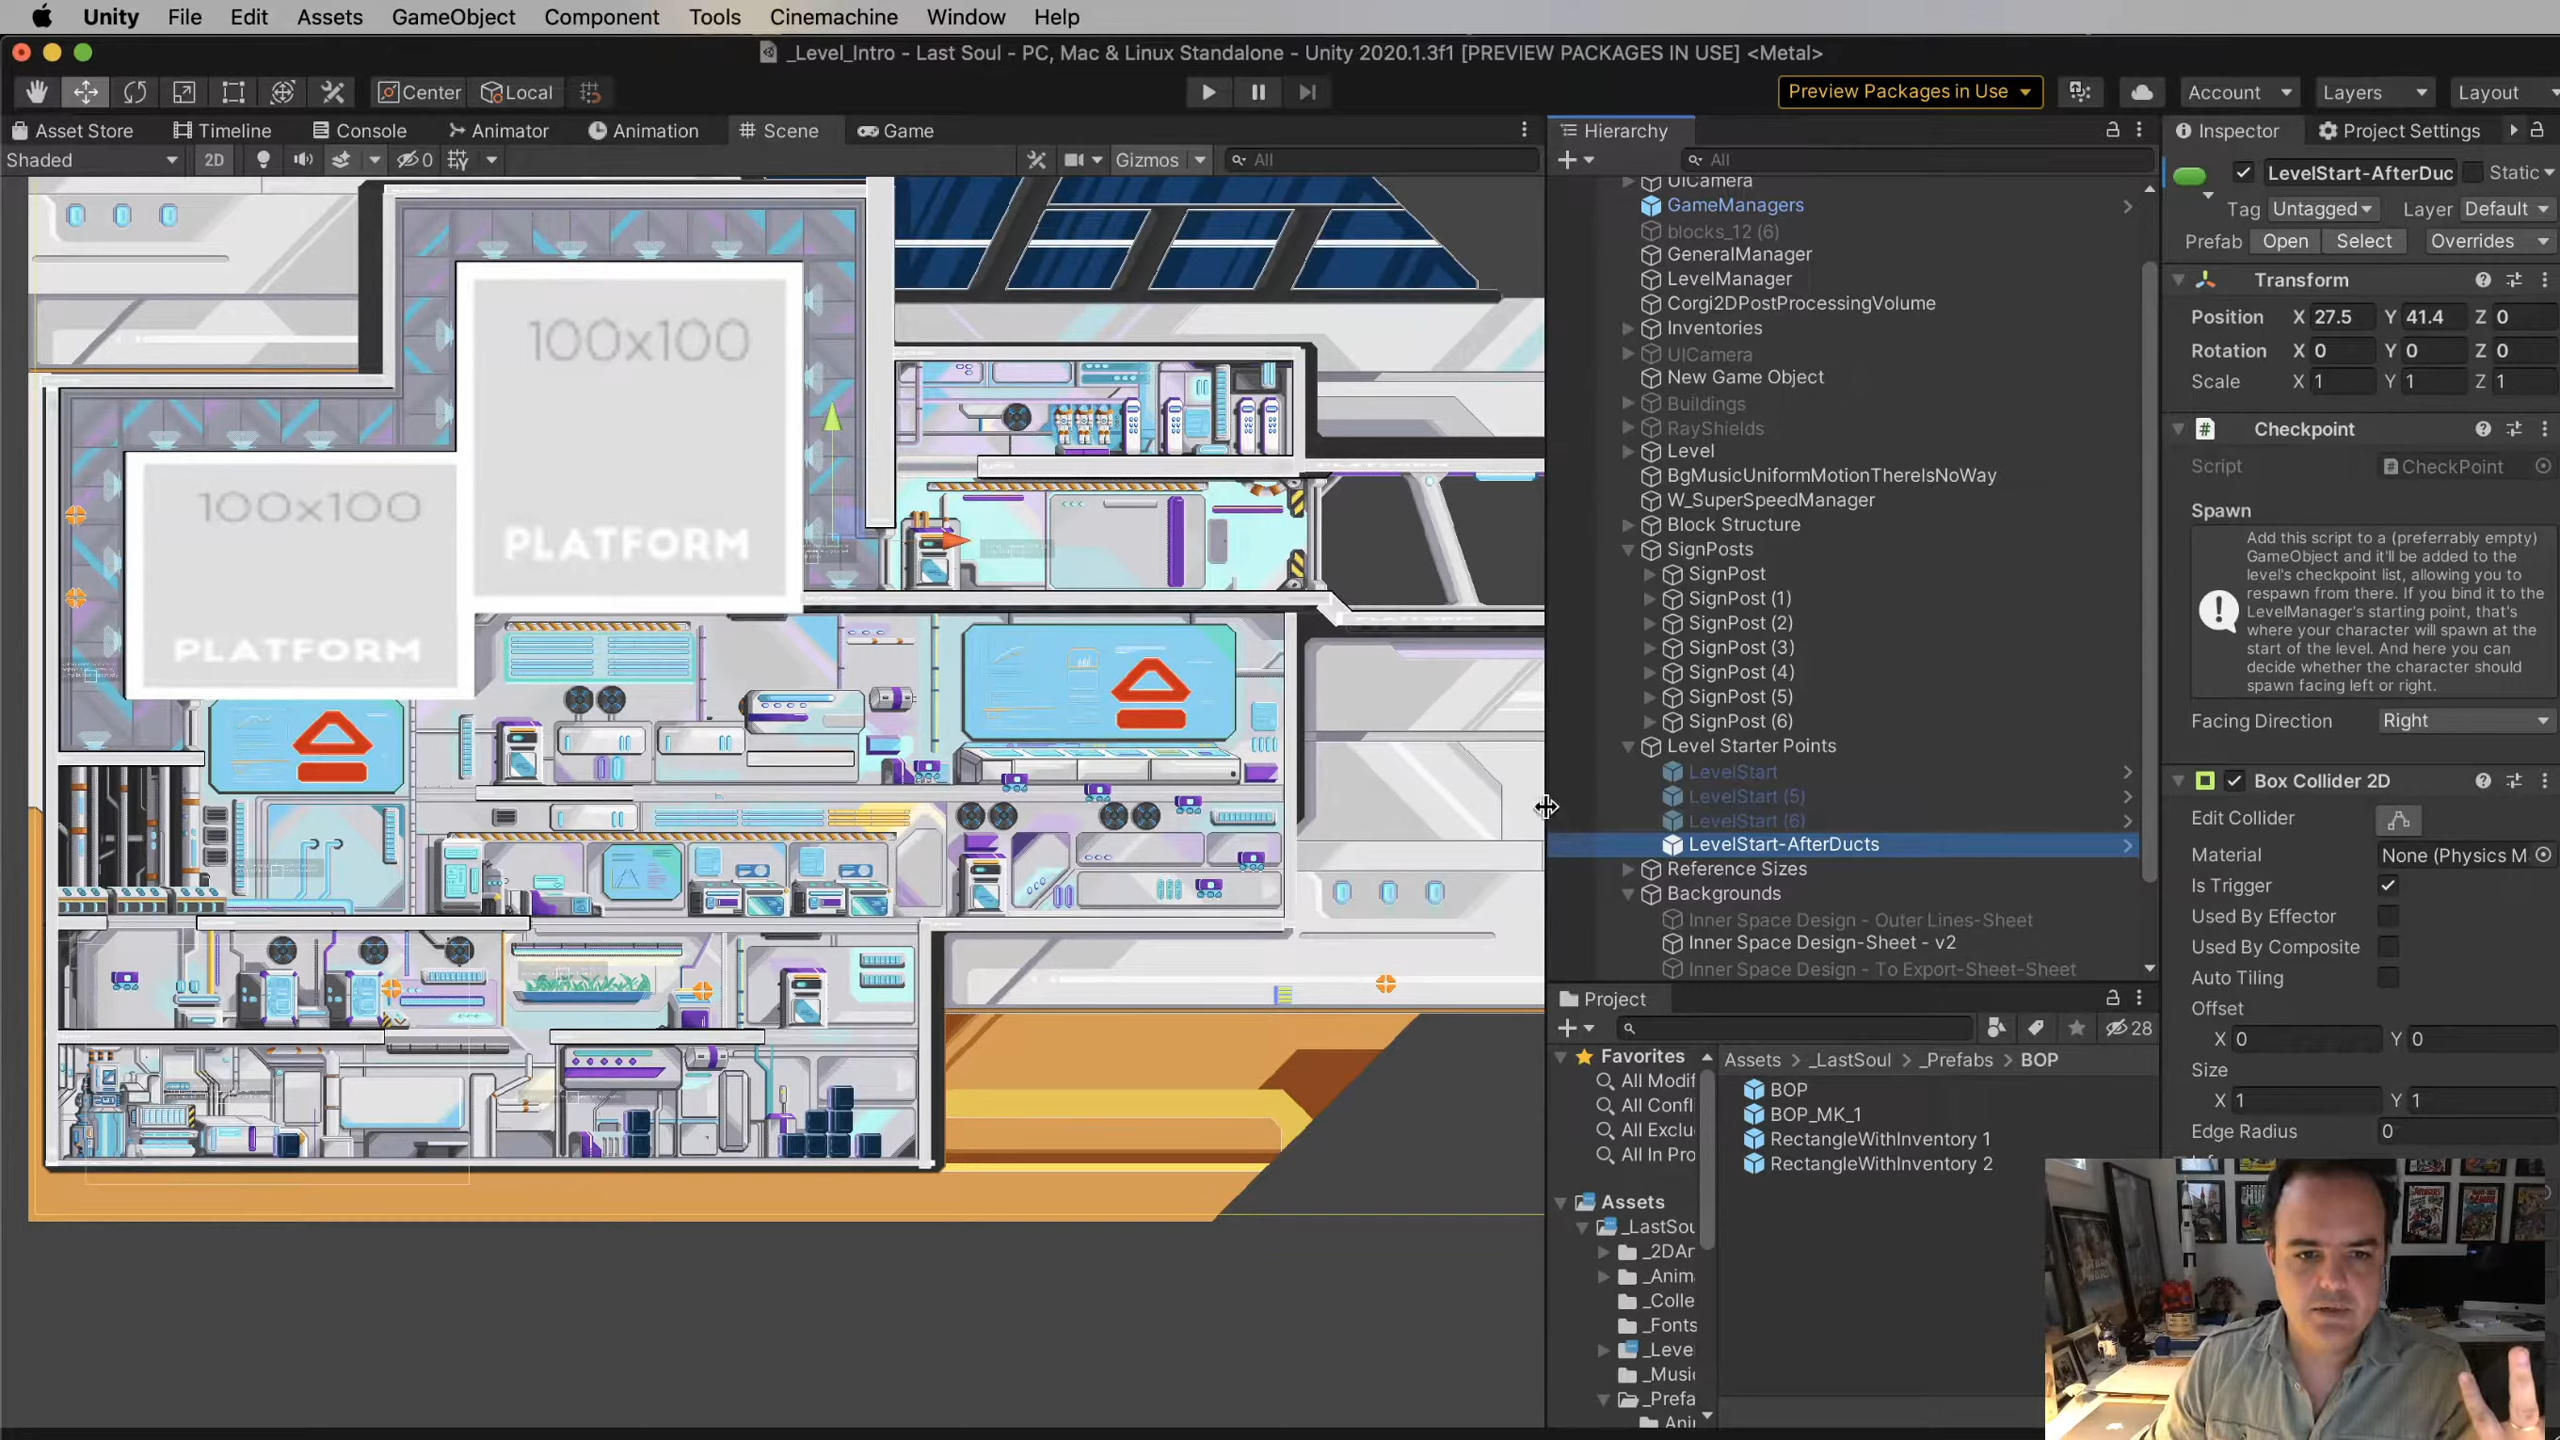 Unity File Edit Assets GameObject Component Tools Cinemachine Window Help
_Level_Intro - Last Soul - PC, Mac & Linux Standalone - Unity 2020.1.3f1 [PREVIEW PACKAGES IN USE] <Metal>
Center Local Preview Packages in Use Account Layers Layout
Asset Store Timeline Console Animator Animation Scene Game
Shaded 2D 0 Gizmos All
100x100
PLATFORM
100x100
PLATFORM
Hierarchy
All
UICamera
GameManagers
blocks_12 (6)
GeneralManager
LevelManager
Corgi2DPostProcessingVolume
Inventories
UICamera
New Game Object
Buildings
RayShields
Level
BgMusicUniformMotionThereIsNoWay
W_SuperSpeedManager
Block Structure
SignPosts
SignPost
SignPost (1)
SignPost (2)
SignPost (3)
SignPost (4)
SignPost (5)
SignPost (6)
Level Starter Points
LevelStart
LevelStart (5)
LevelStart (6)
LevelStart-AfterDucts
Reference Sizes
Backgrounds
Inner Space Design - Outer Lines-Sheet
Inner Space Design-Sheet - v2
Inner Space Design - To Export-Sheet-Sheet
Project
28
Favorites
All Modif
All Confl
All Exclu
All In Pro
Assets
_LastSou
_2DAr
_Anim
_Colle
_Fonts
_Leve
_Musi
_Prefa
Ani
Assets > _LastSoul > _Prefabs > BOP
BOP
BOP_MK_1
RectangleWithInventory 1
RectangleWithInventory 2
Inspector Project Settings
LevelStart-AfterDuc Static
Tag Untagged Layer Default
Prefab Open Select Overrides
Transform
Position X 27.5 Y 41.4 Z 0
Rotation X 0 Y 0 Z 0
Scale X 1 Y 1 Z 1
# Checkpoint
Script # CheckPoint
Spawn
Add this script to a (preferrably empty)
GameObject and it'll be added to the
level's checkpoint list, allowing you to
respawn from there. If you bind it to the
LevelManager's starting point, that's
where your character will spawn at the
start of the level. And here you can
decide whether the character should
spawn facing left or right.
Facing Direction Right
Box Collider 2D
Edit Collider
Material None (Physics M
Is Trigger
Used By Effector
Used By Composite
Auto Tiling
Offset
X 0 Y 0
Size
X 1 Y 1
Edge Radius 0